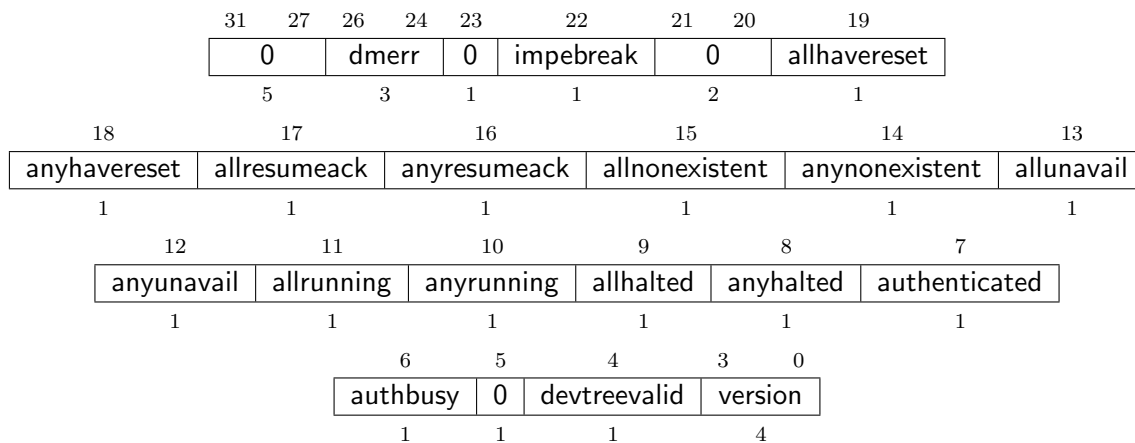 31 27 26 24 23 22 21 20 19
0 dmerr 0 impebreak 0 allhavereset
5 3 1 1 2 1
18 17 16 15 14 13
anyhavereset allresumeack anyresumeack allnonexistent anynonexistent allunavail
1 1 1 1 1 1
12 11 10 9 8 7
anyunavail allrunning anyrunning allhalted anyhalted authenticated
1 1 1 1 1 1
6 5 4 3 0
authbusy 0 devtreevalid version
1 1 1 4